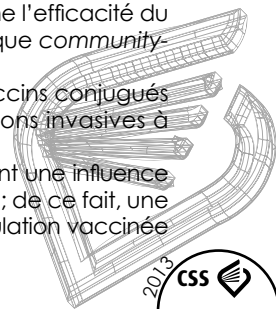 ne l'efficacité du
que community-
ccins conjugués
ons invasives à
nt une influence
; de ce fait, une
ulation vaccinée
2013
CSS